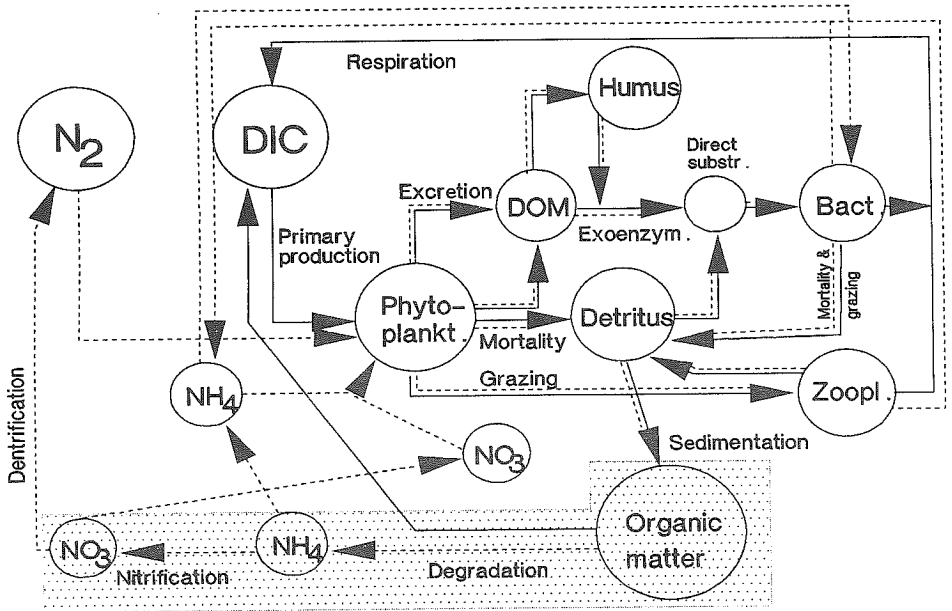 Respiration
Humus
N2
DIC
Direct
substr.
Excretion
DOM
Bact.
Exoenzym.
Primary
production
Phyto-
plankt.
Detritus
Mortality &
grazing
Mortality
Grazing
Zoopl.
NH4
Dentrification
NO3
Sedimentation
Organic
matter
NO3
NH4
Nitrification
Degradation